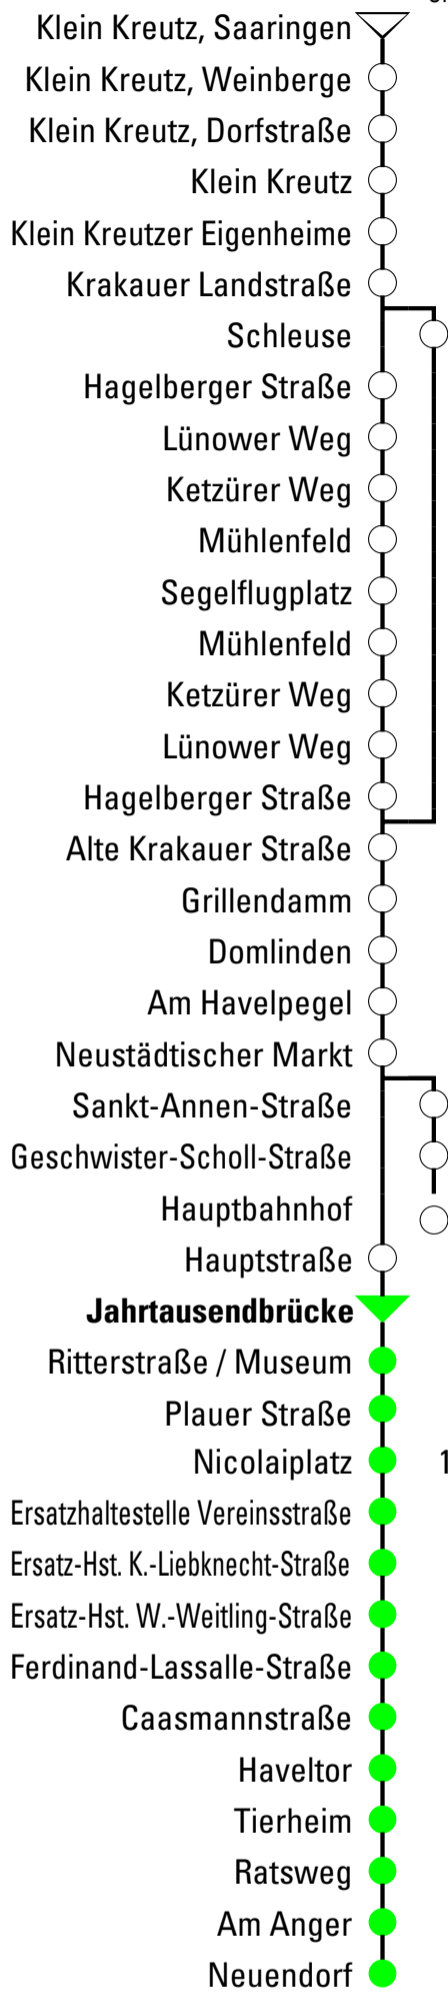 Klein Kreutz, Saaringen
Klein Kreutz, Weinberge
Klein Kreutz, Dorfstraße
Klein Kreutz
Klein Kreutzer Eigenheime
Krakauer Landstraße
Schleuse
Hagelberger Straße
Lünower Weg
Ketzürer Weg
Mühlenfeld
Segelflugplatz
Mühlenfeld
Ketzürer Weg
Lünower Weg
Hagelberger Straße
Alte Krakauer Straße
Grillendamm
Domlinden
Am Havelpegel
Neustädtischer Markt
Sankt-Annen-Straße
Geschwister-Scholl-Straße
Hauptbahnhof
Hauptstraße
Jahrtausendbrücke
Ritterstraße / Museum
Plauer Straße
Nicolaiplatz 1
Ersatzhaltestelle Vereinsstraße
Ersatz-Hst. K.-Liebknecht-Straße
Ersatz-Hst. W.-Weitling-Straße
Ferdinand-Lassalle-Straße
Caasmannstraße
Haveltor
Tierheim
Ratsweg
Am Anger
Neuendorf